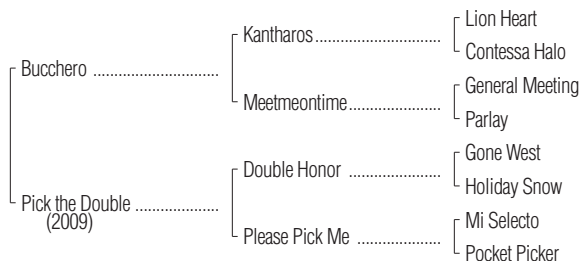 Lion Heart
Kantharos
Contessa Halo
Bucchero
General Meeting
Meetmeontime
Parlay
Gone West
Double Honor
Holiday Snow
Pick the Double
(2009)
Mi Selecto
Please Pick Me
Pocket Picker